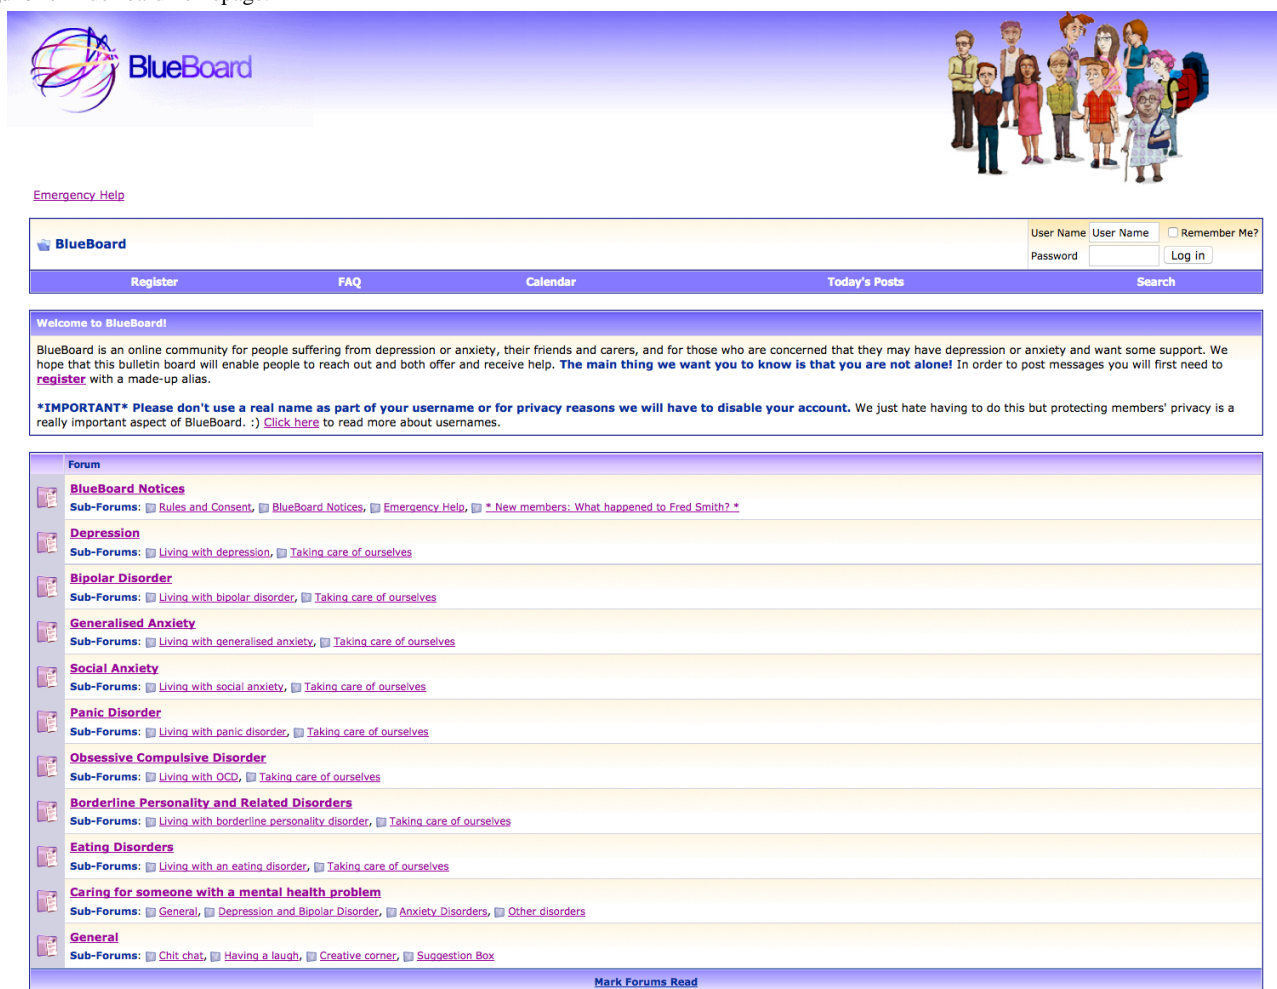 BlueBoard
Emergency Help
BlueBoard
User Name User Name Remember Me?
Password Log in
Register FAQ Calendar Today's Posts Search
Welcome to BlueBoard!
BlueBoard is an online community for people suffering from depression or anxiety, their friends and carers, and for those who are concerned that they may have depression or anxiety and want some support. We
hope that this bulletin board will enable people to reach out and both offer and receive help. The main thing we want you to know is that you are not alone! In order to post messages you will first need to
register with a made-up alias.
*IMPORTANT* Please don't use a real name as part of your username or for privacy reasons we will have to disable your account. We just hate having to do this but protecting members' privacy is a
really important aspect of BlueBoard. :) Click here to read more about usernames.
Forum
BlueBoard Notices
Sub-Forums: Rules and Consent, BlueBoard Notices, Emergency Help, * New members: What happened to Fred Smith? *
Depression
Sub-Forums: Living with depression, Taking care of ourselves
Bipolar Disorder
Sub-Forums: Living with bipolar disorder, Taking care of ourselves
Generalised Anxiety
Sub-Forums: Living with generalised anxiety, Taking care of ourselves
Social Anxiety
Sub-Forums: Living with social anxiety, Taking care of ourselves
Panic Disorder
Sub-Forums: Living with panic disorder, Taking care of ourselves
Obsessive Compulsive Disorder
Sub-Forums: Living with OCD, Taking care of ourselves
Borderline Personality and Related Disorders
Sub-Forums: Living with borderline personality disorder, Taking care of ourselves
Eating Disorders
Sub-Forums: Living with an eating disorder, Taking care of ourselves
Caring for someone with a mental health problem
Sub-Forums: General, Depression and Bipolar Disorder, Anxiety Disorders, Other disorders
General
Sub-Forums: Chit chat, Having a laugh, Creative corner, Suggestion Box
Mark Forums Read